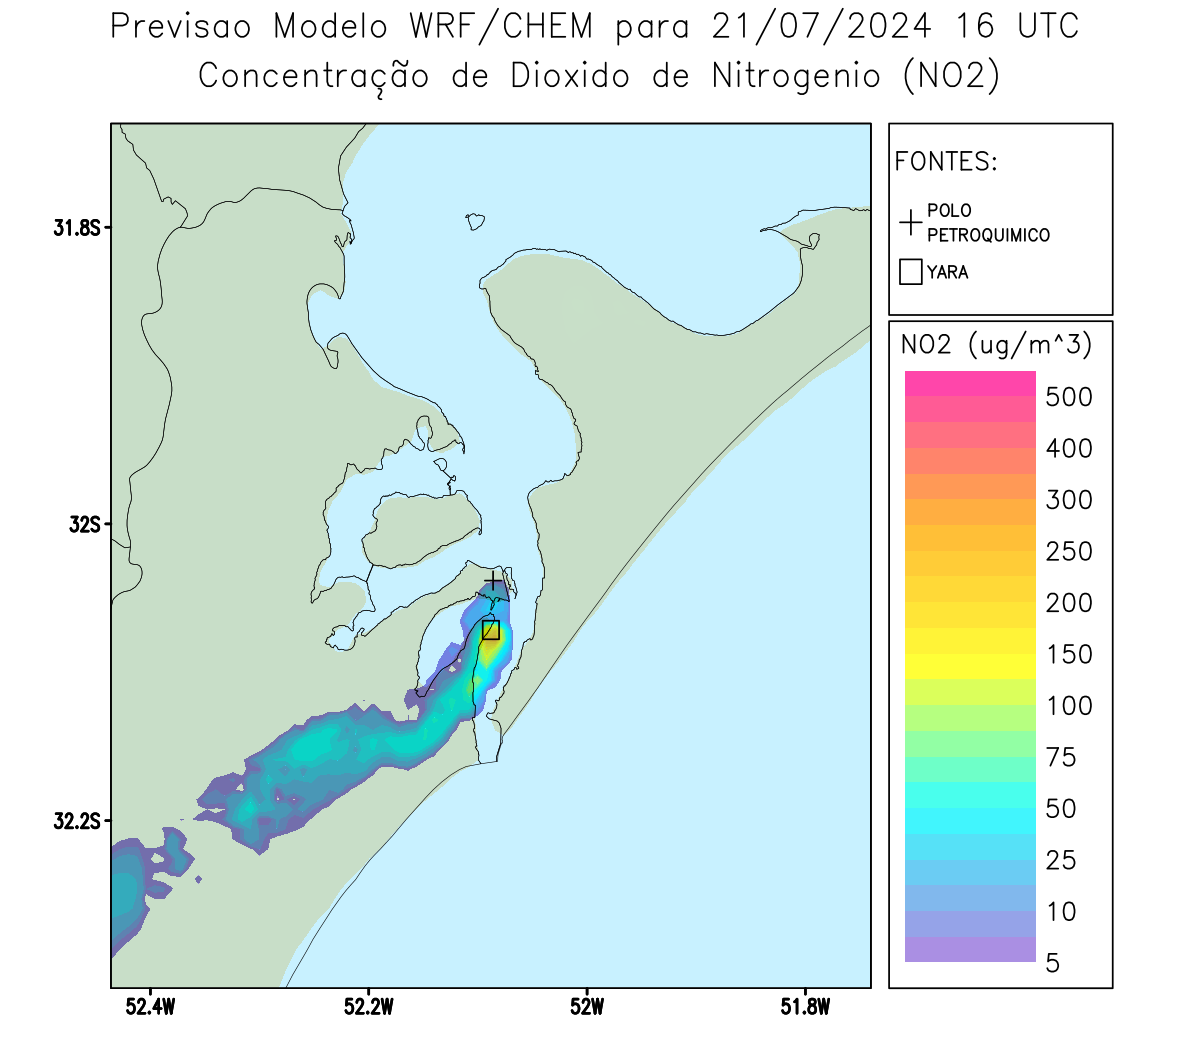 Previsao Modelo WRF/CHEM para 21/07/2024 16 UTC
Concentração de Dioxido de Nitrogenio (NO2)
FONTES:
POLO
PETROQUIMICO
YARA
NO2 (ug/m^3)
500
400
300
250
200
150
100
75
50
25
10
5
31.8S
32S
32.2S
52.4W
52.2W
52W
51.8W